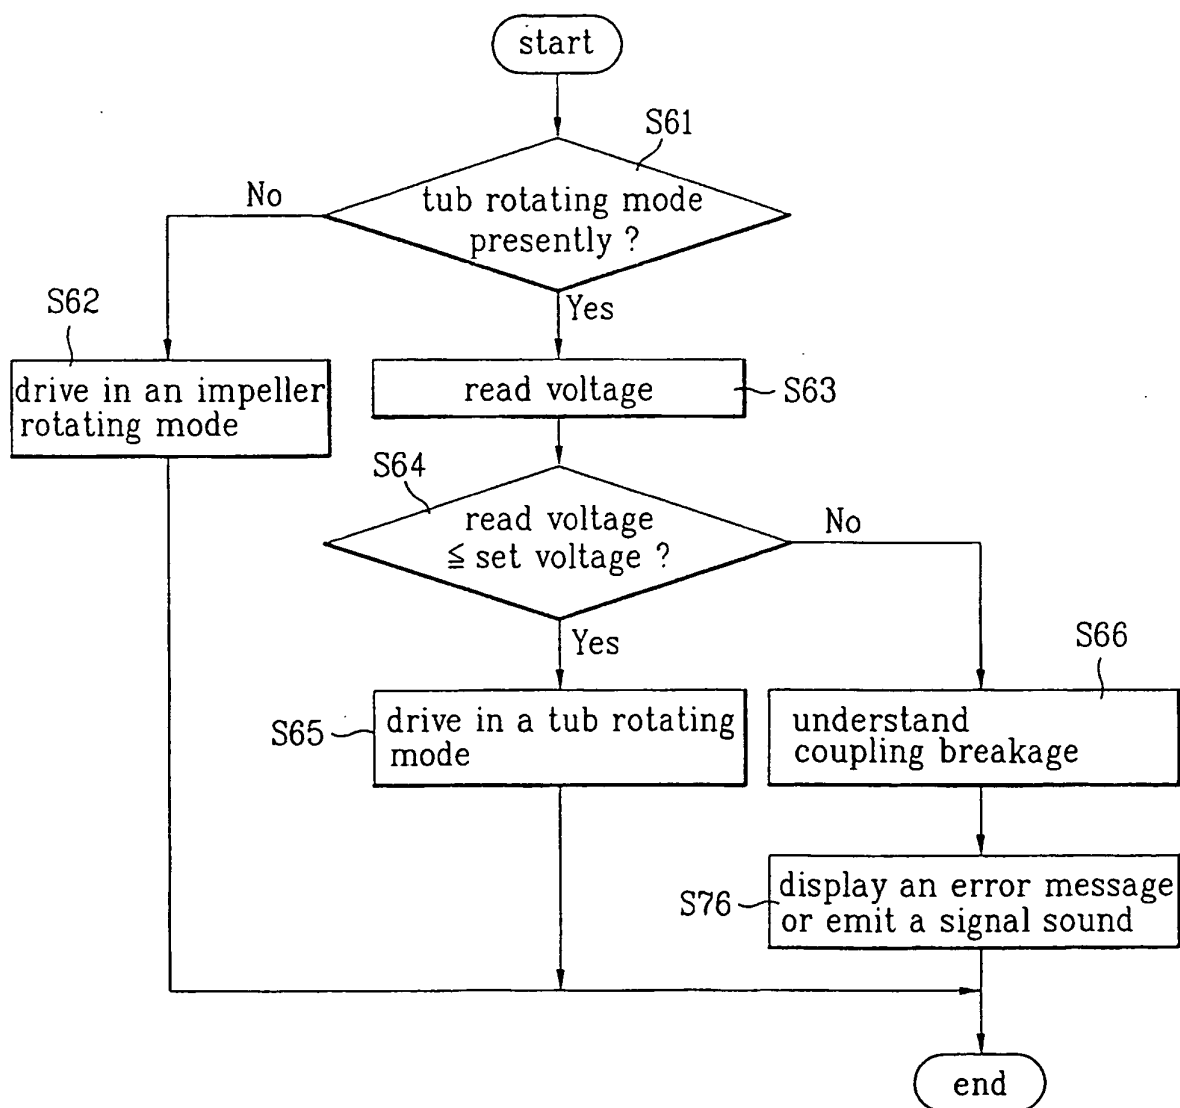 start
S61
No
tub rotating mode
presently ?
S62
Yes
drive in an impeller
rotating mode
read voltage
S63
S64
read voltage
≦ set voltage ?
No
Yes
S66
S65
drive in a tub rotating
mode
understand
coupling breakage
S76
display an error message
or emit a signal sound
end